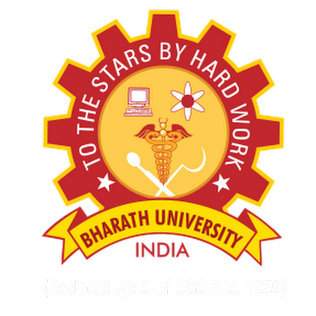 TO THE STARS BY HARD WORK
BHARATH UNIVERSITY
INDIA